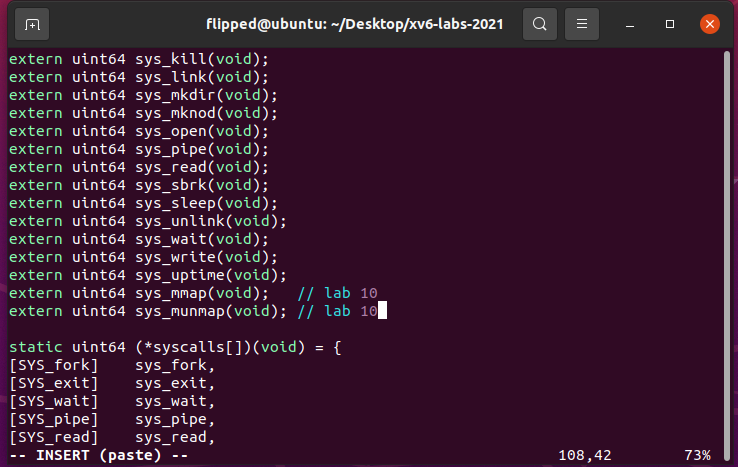 flipped@ubuntu: ~/Desktop/xv6-labs-2021
extern uint64 sys_kill(void);
extern uint64 sys_link(void);
extern uint64 sys_mkdir(void);
extern uint64 sys_mknod(void);
extern uint64 sys_open(void);
extern uint64 sys_pipe(void);
extern uint64 sys_read(void);
extern uint64 sys_sbrk(void);
extern uint64 sys_sleep(void);
extern uint64 sys_unlink(void);
extern uint64 sys_wait(void);
extern uint64 sys_write(void);
extern uint64 sys_uptime(void);
extern uint64 sys_mmap(void);   // lab 10
extern uint64 sys_munmap(void); // lab 10

static uint64 (*syscalls[])(void) = {
[SYS_fork]    sys_fork,
[SYS_exit]    sys_exit,
[SYS_wait]    sys_wait,
[SYS_pipe]    sys_pipe,
[SYS_read]    sys_read,
-- INSERT (paste) -- 108,42 73%